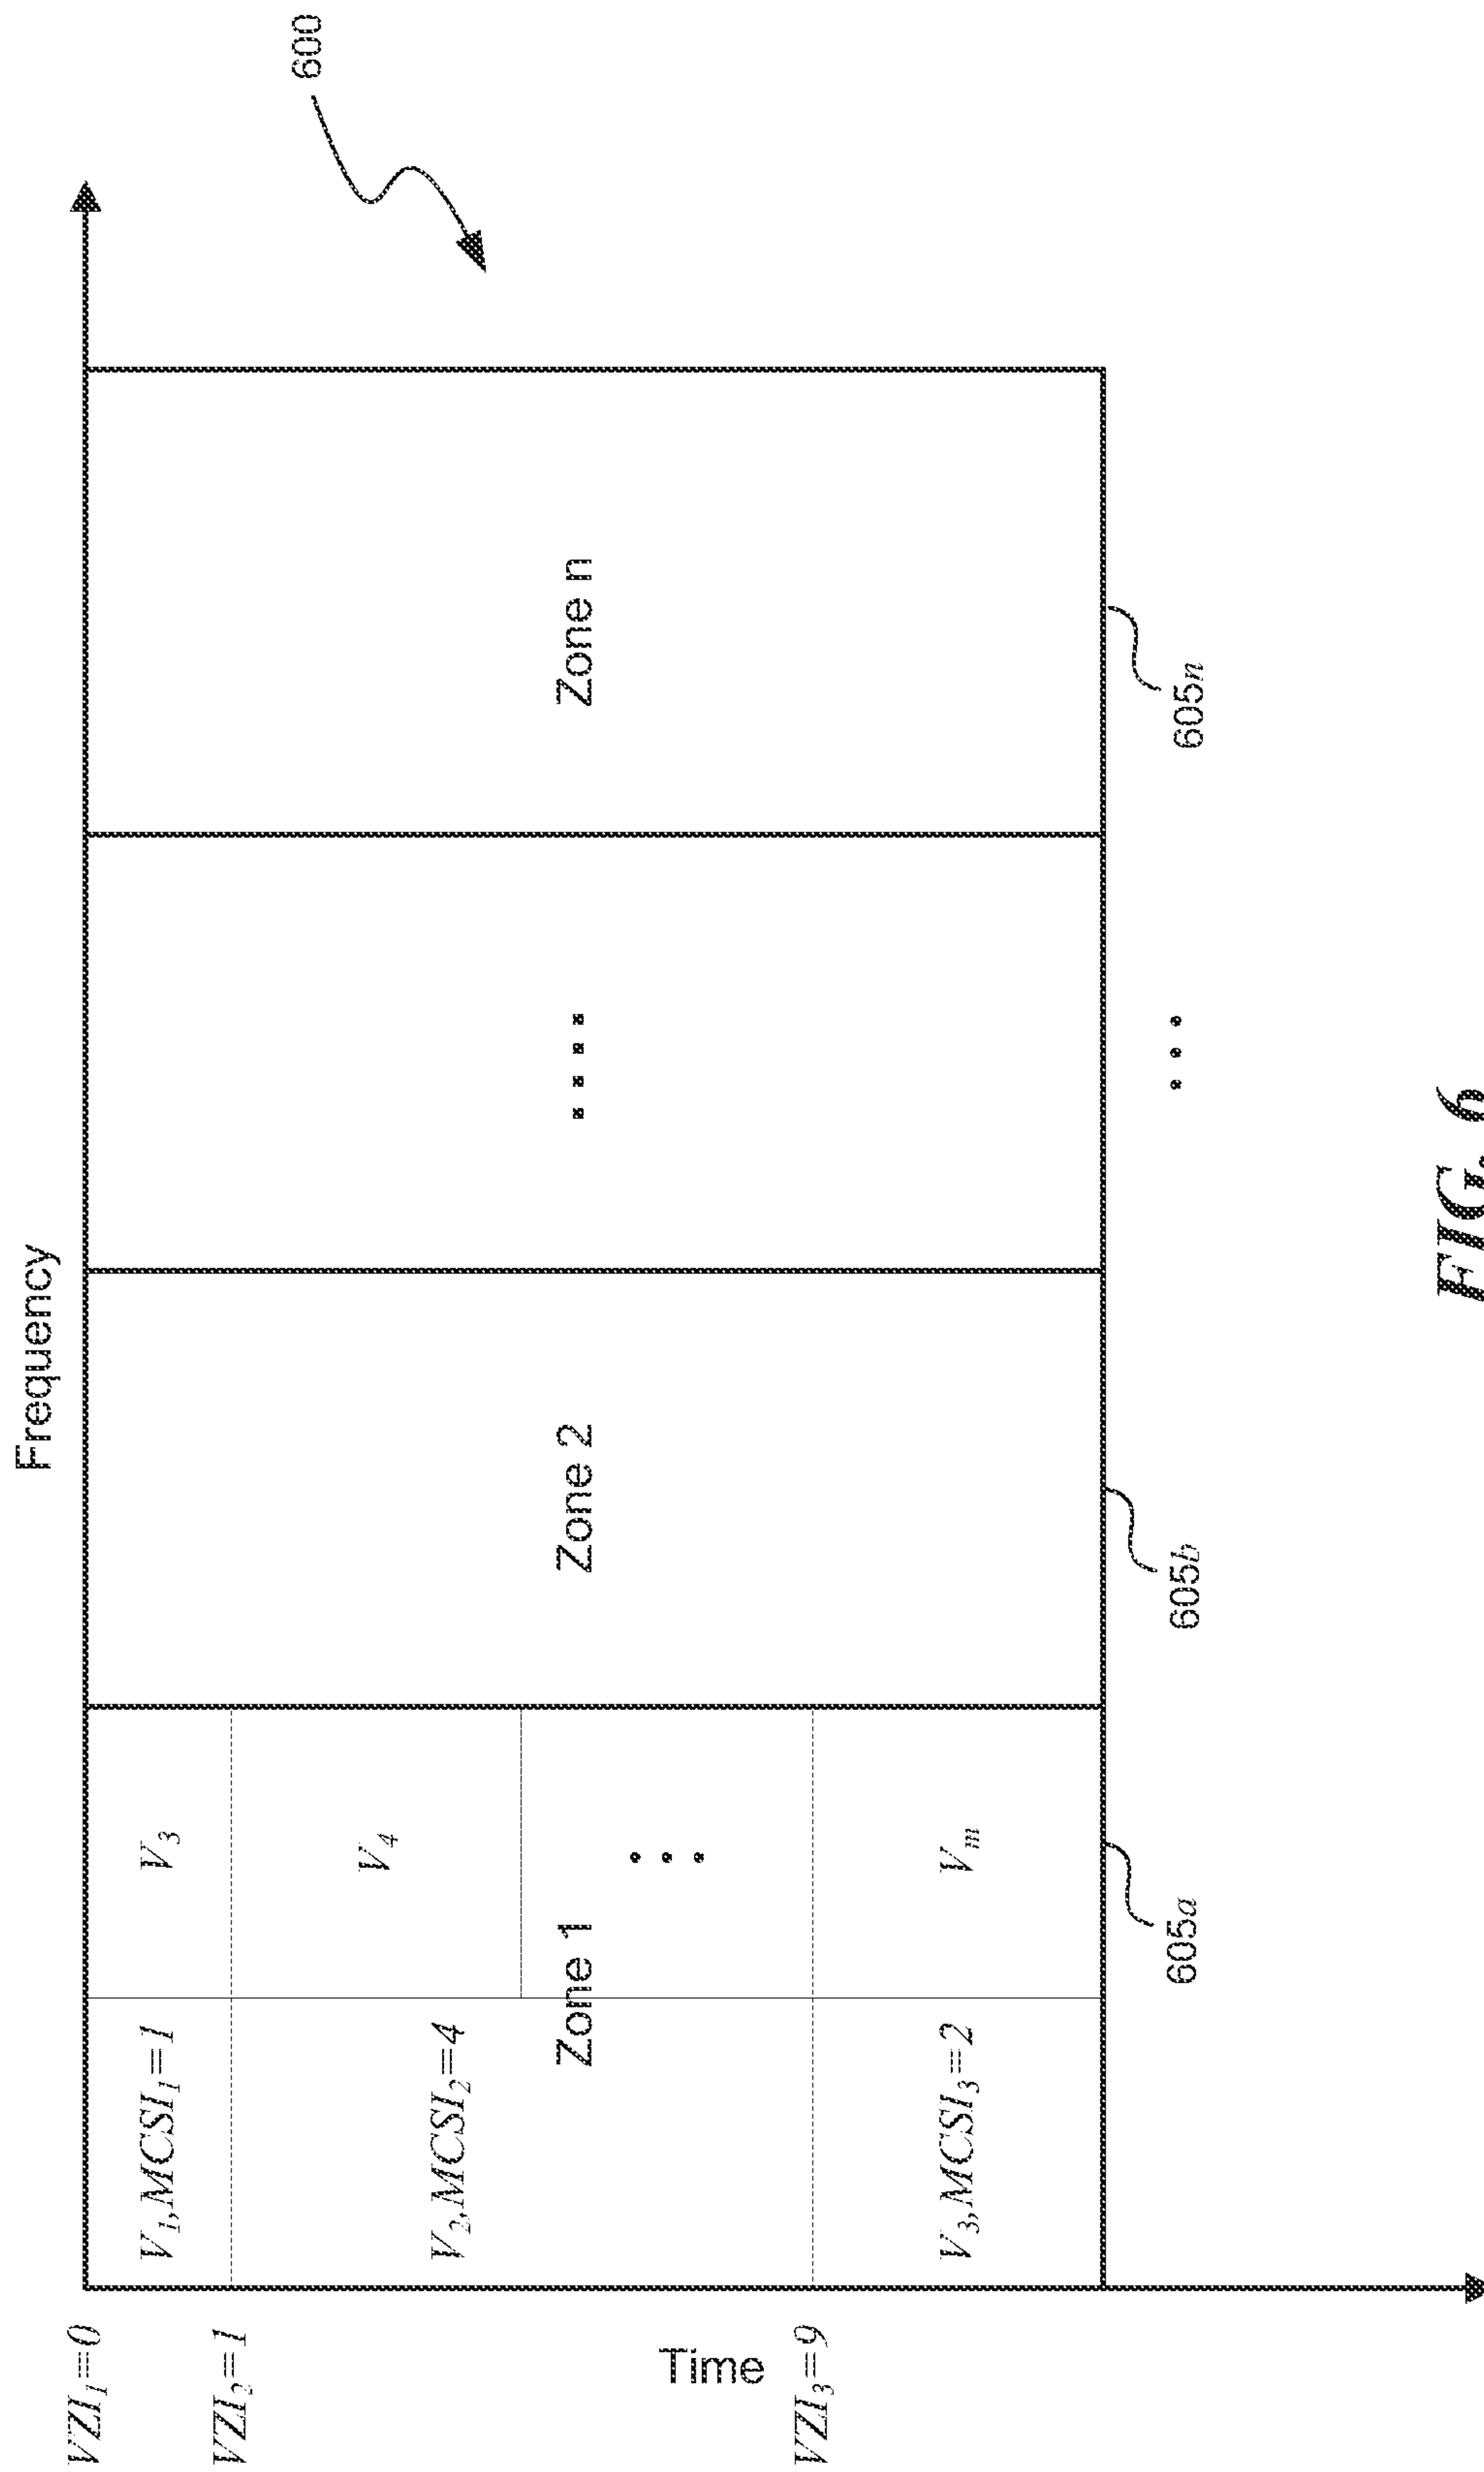 600
Frequency
VZI₁=0
V₁,MCSI₁=1
V₃
VZI₂=1
V₂,MCSI₂=4
V₄
Zone 1
Zone 2
....
Zone n
Time
...
VZI₃=9
V₃,MCSI₃=2
Vₘ
605a
605b
...
605n
FIG. 6